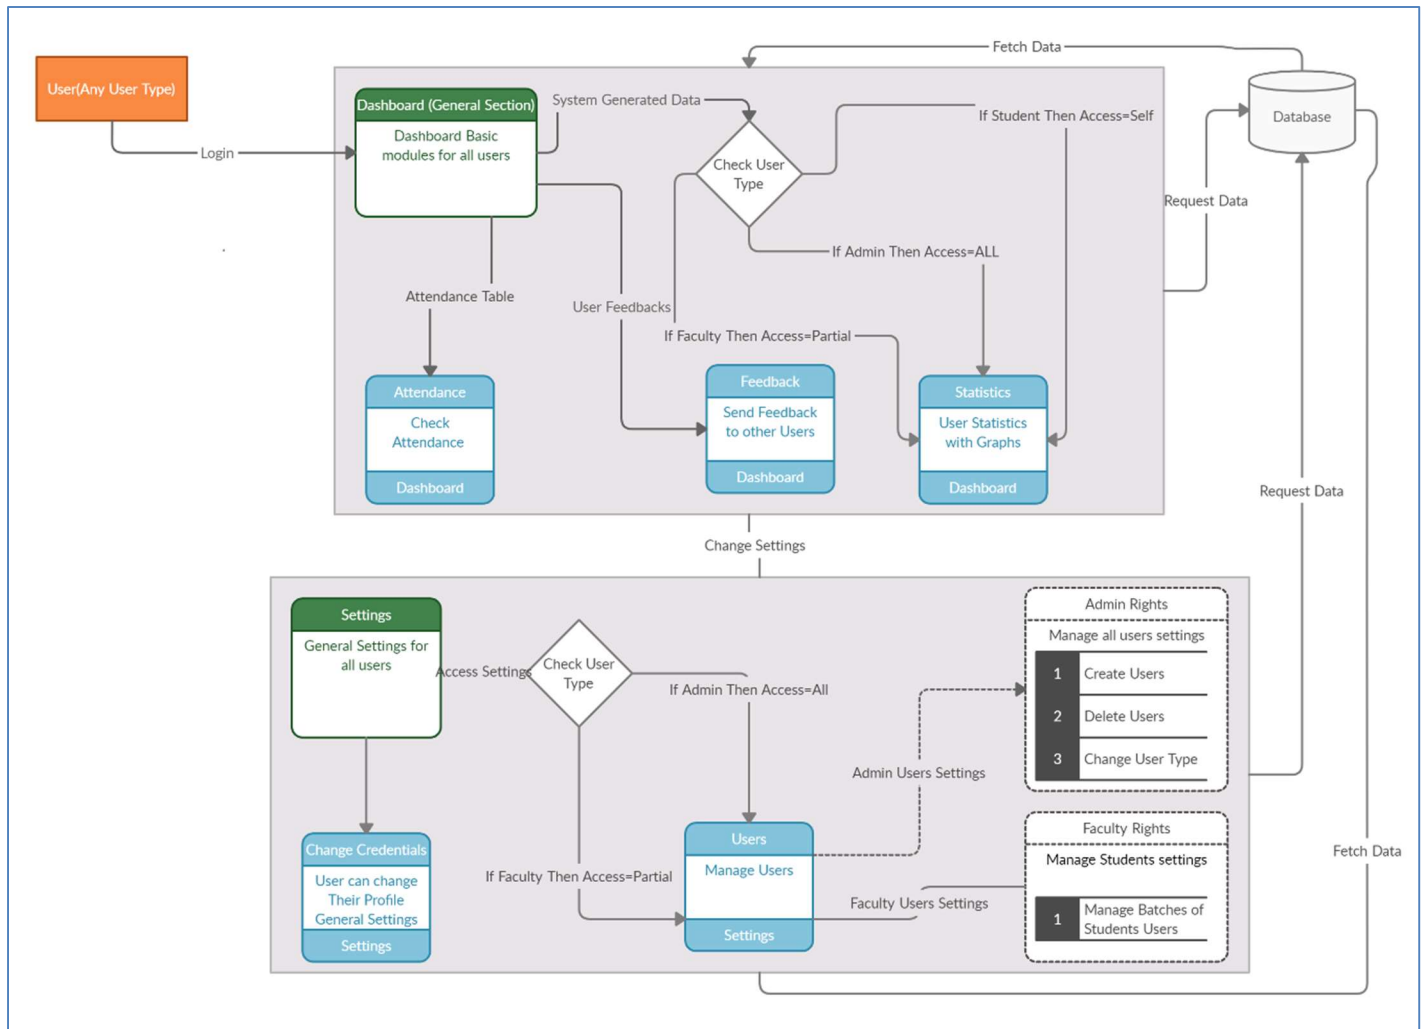 Fetch Data
User(Any User Type)
Login
Dashboard (General Section)
Dashboard Basic
modules for all users
System Generated Data
If Student Then Access=Self
Database
Check User
Type
Request Data
If Admin Then Access=ALL
Attendance Table
User Feedbacks
If Faculty Then Access=Partial
Attendance
Check
Attendance
Dashboard
Feedback
Send Feedback
to other Users
Dashboard
Statistics
User Statistics
with Graphs
Dashboard
Request Data
Change Settings
Settings
General Settings for
all users
Access Settings
Check User
Type
If Admin Then Access=All
Admin Rights
Manage all users settings
1 Create Users
2 Delete Users
3 Change User Type
Admin Users Settings
Change Credentials
User can change
Their Profile
General Settings
Settings
If Faculty Then Access=Partial
Users
Manage Users
Settings
Faculty Users Settings
Faculty Rights
Manage Students settings
1 Manage Batches of
Students Users
Fetch Data